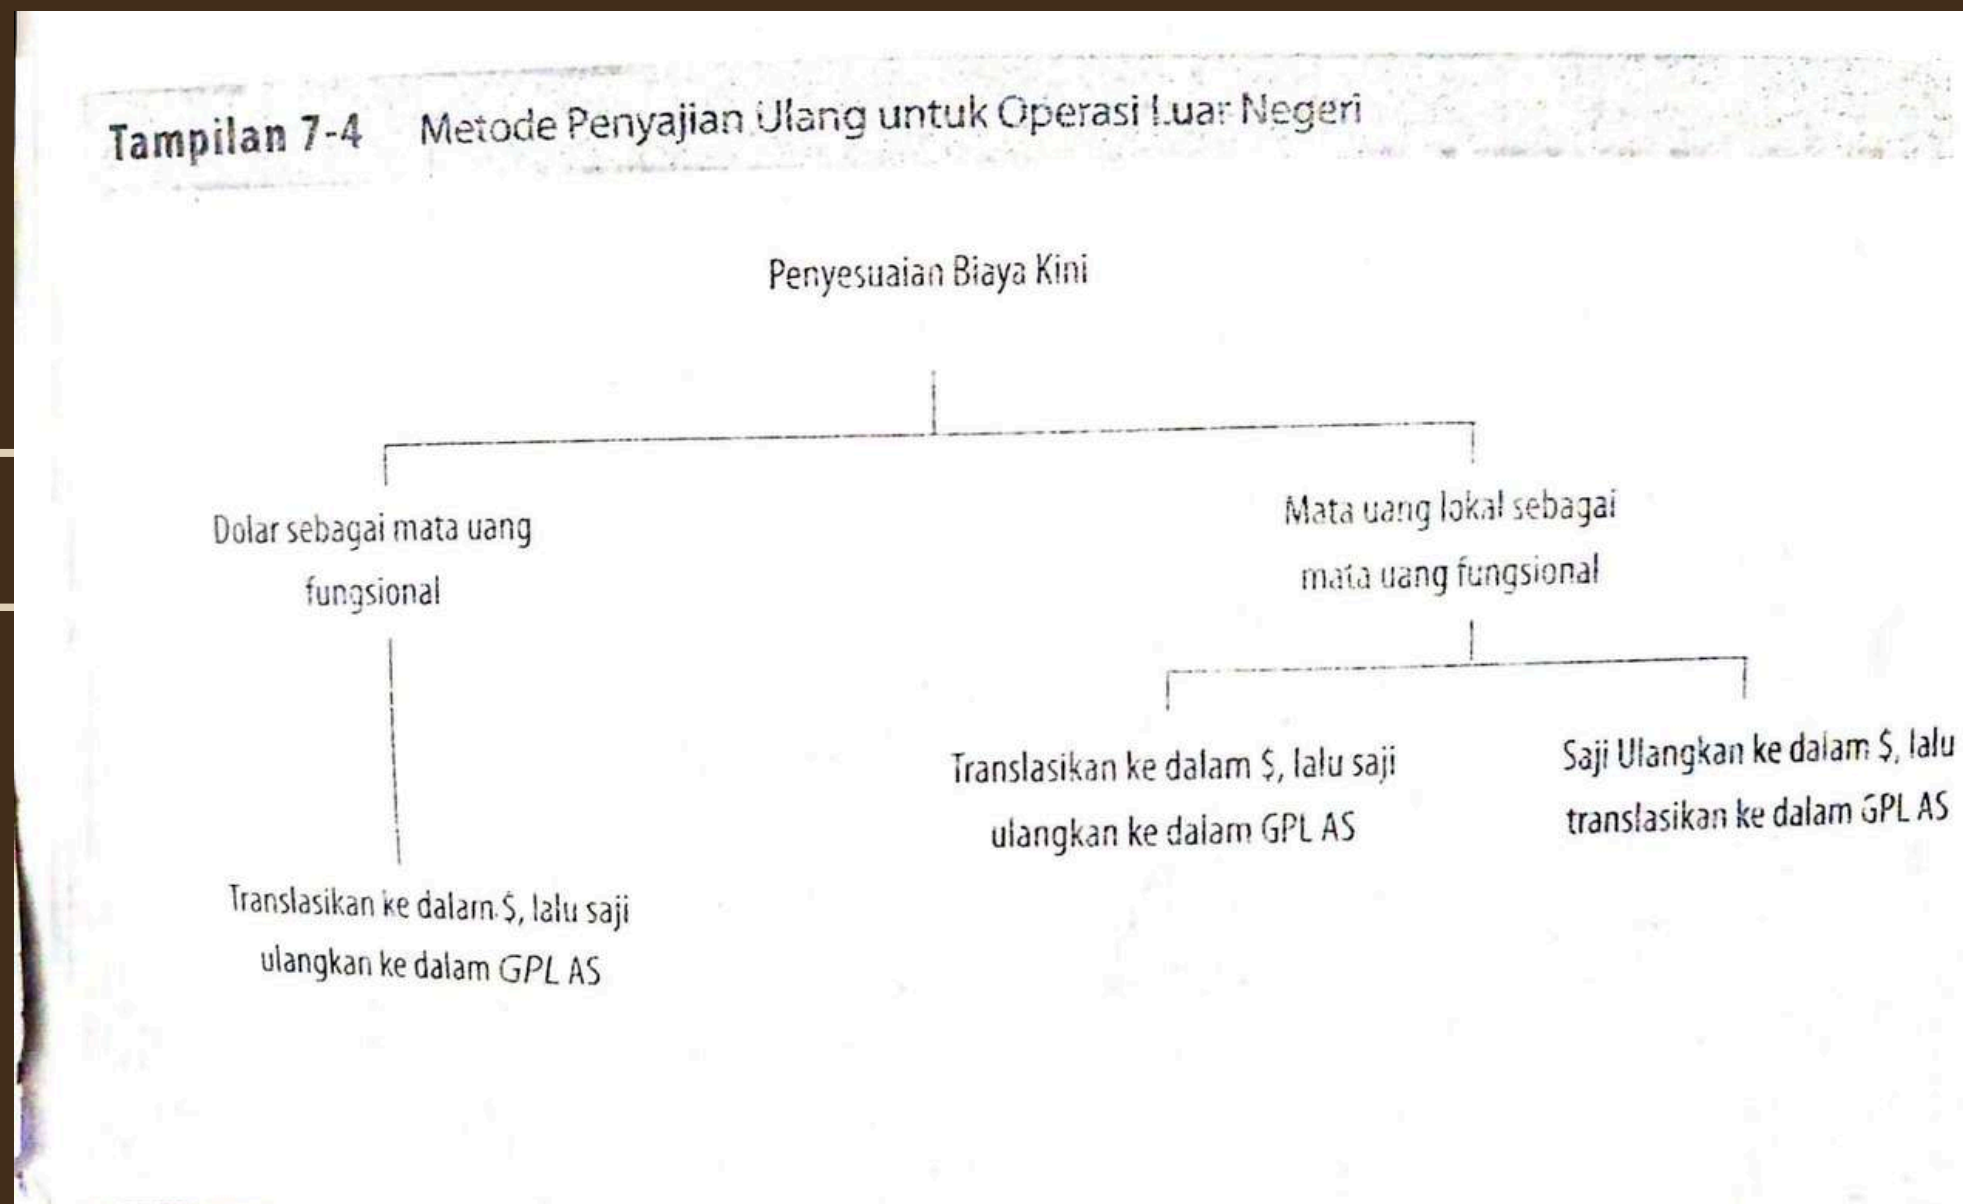 Tampilan 7-4 Metode Penyajian Ulang untuk Operasi Luar Negeri
Penyesuaian Biaya Kini
Dolar sebagai mata uang
fungsional
Mata uang lokal sebagai
mata uang fungsional
Translasikan ke dalam $, lalu saji
ulangkan ke dalam GPL AS
Saji Ulangkan ke dalam $, lalu
translasikan ke dalam GPL AS
Translasikan ke dalam $, lalu saji
ulangkan ke dalam GPL AS